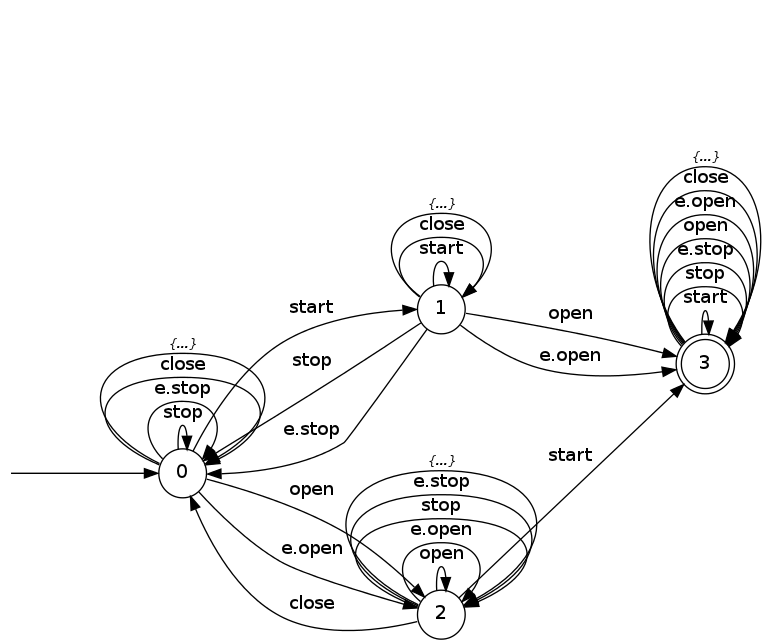 {...}
close
e.open
open
e.stop
stop
start
3
{...}
close
start
1
start
stop
e.stop
open
e.open
{...}
close
e.stop
stop
0
open
e.open
close
start
{...}
e.stop
stop
e.open
open
2